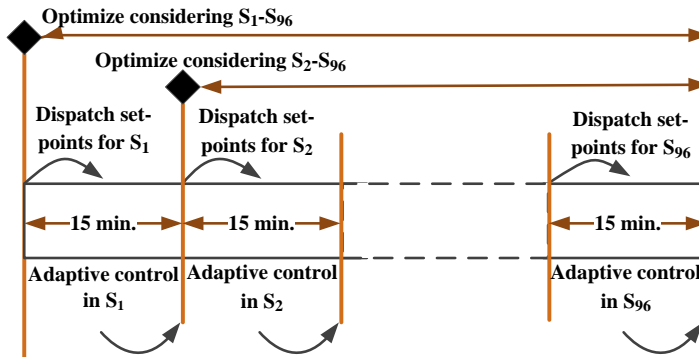 Optimize considering S1-S96
Optimize considering S2-S96
Dispatch set-
points for S1
Dispatch set-
points for S2
Dispatch set-
points for S96
15 min.
15 min.
15 min.
Adaptive control
in S1
Adaptive control
in S2
Adaptive control
in S96